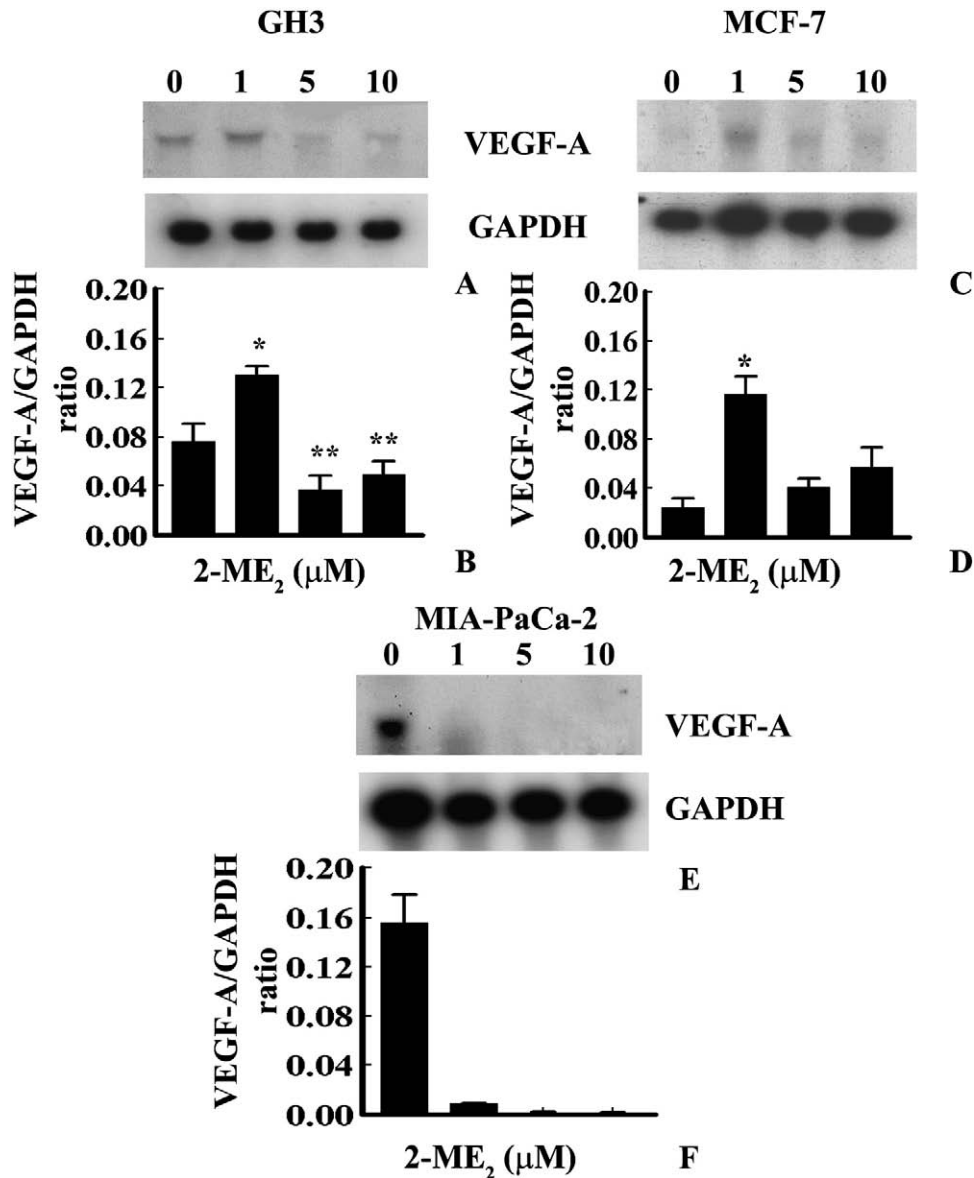 GH3
0 1 5 10
VEGF-A
GAPDH
A
VEGF-A/GAPDH
ratio
0.20
0.16
0.12
0.08
0.04
0.00
*
**
**
2-ME2 (μM)
B
MCF-7
0 1 5 10
C
VEGF-A/GAPDH
ratio
0.20
0.16
0.12
0.08
0.04
0.00
*
2-ME2 (μM)
D
MIA-PaCa-2
0 1 5 10
VEGF-A
GAPDH
E
VEGF-A/GAPDH
ratio
0.20
0.16
0.12
0.08
0.04
0.00
2-ME2 (μM)
F